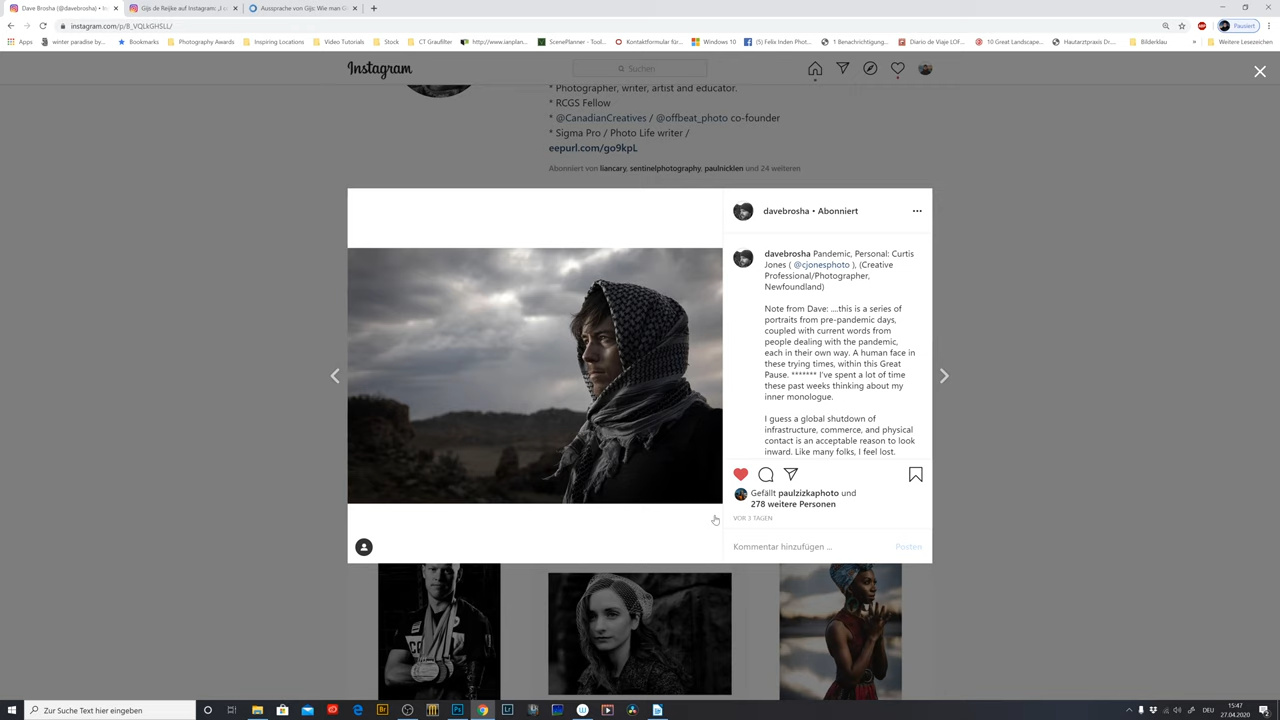 Dave Brosha (@davebrosha) • In
Gijs de Reijke auf Instagram: „I c
Aussprache von Gijs: Wie man G
instagram.com/p/B_VQLkGHSLL/
Pausiert
Apps
winter paradise by...
Bookmarks
Photography Awards
Inspiring Locations
Video Tutorials
Stock
CT Graufilter
http://www.ianplan...
ScenePlanner - Tool...
Kontaktformular für...
Windows 10
(5) Felix Inden Phot...
1 Benachrichtigung...
Diario de Viaje LOF...
10 Great Landscape...
Hautarztpraxis Dr....
Bilderklau
»
Weitere Lesezeichen
Instagram
Suchen
* Photographer, writer, artist and educator.
* RCGS Fellow
* @CanadianCreatives / @offbeat_photo co-founder
* Sigma Pro / Photo Life writer /
eepurl.com/go9kpL
Abonniert von liancary, sentinelphotography, paulnicklen und 24 weiteren
davebrosha • Abonniert
davebrosha Pandemic, Personal: Curtis
Jones ( @cjonesphoto ), (Creative
Professional/Photographer,
Newfoundland)
Note from Dave: ....this is a series of
portraits from pre-pandemic days,
coupled with current words from
people dealing with the pandemic,
each in their own way. A human face in
these trying times, within this Great
Pause. ******* I've spent a lot of time
these past weeks thinking about my
inner monologue.
I guess a global shutdown of
infrastructure, commerce, and physical
contact is an acceptable reason to look
inward. Like many folks, I feel lost.
Gefällt paulzizkaphoto und
278 weitere Personen
VOR 3 TAGEN
Kommentar hinzufügen ...
Posten
Zur Suche Text hier eingeben
DEU
15:47
27.04.2020